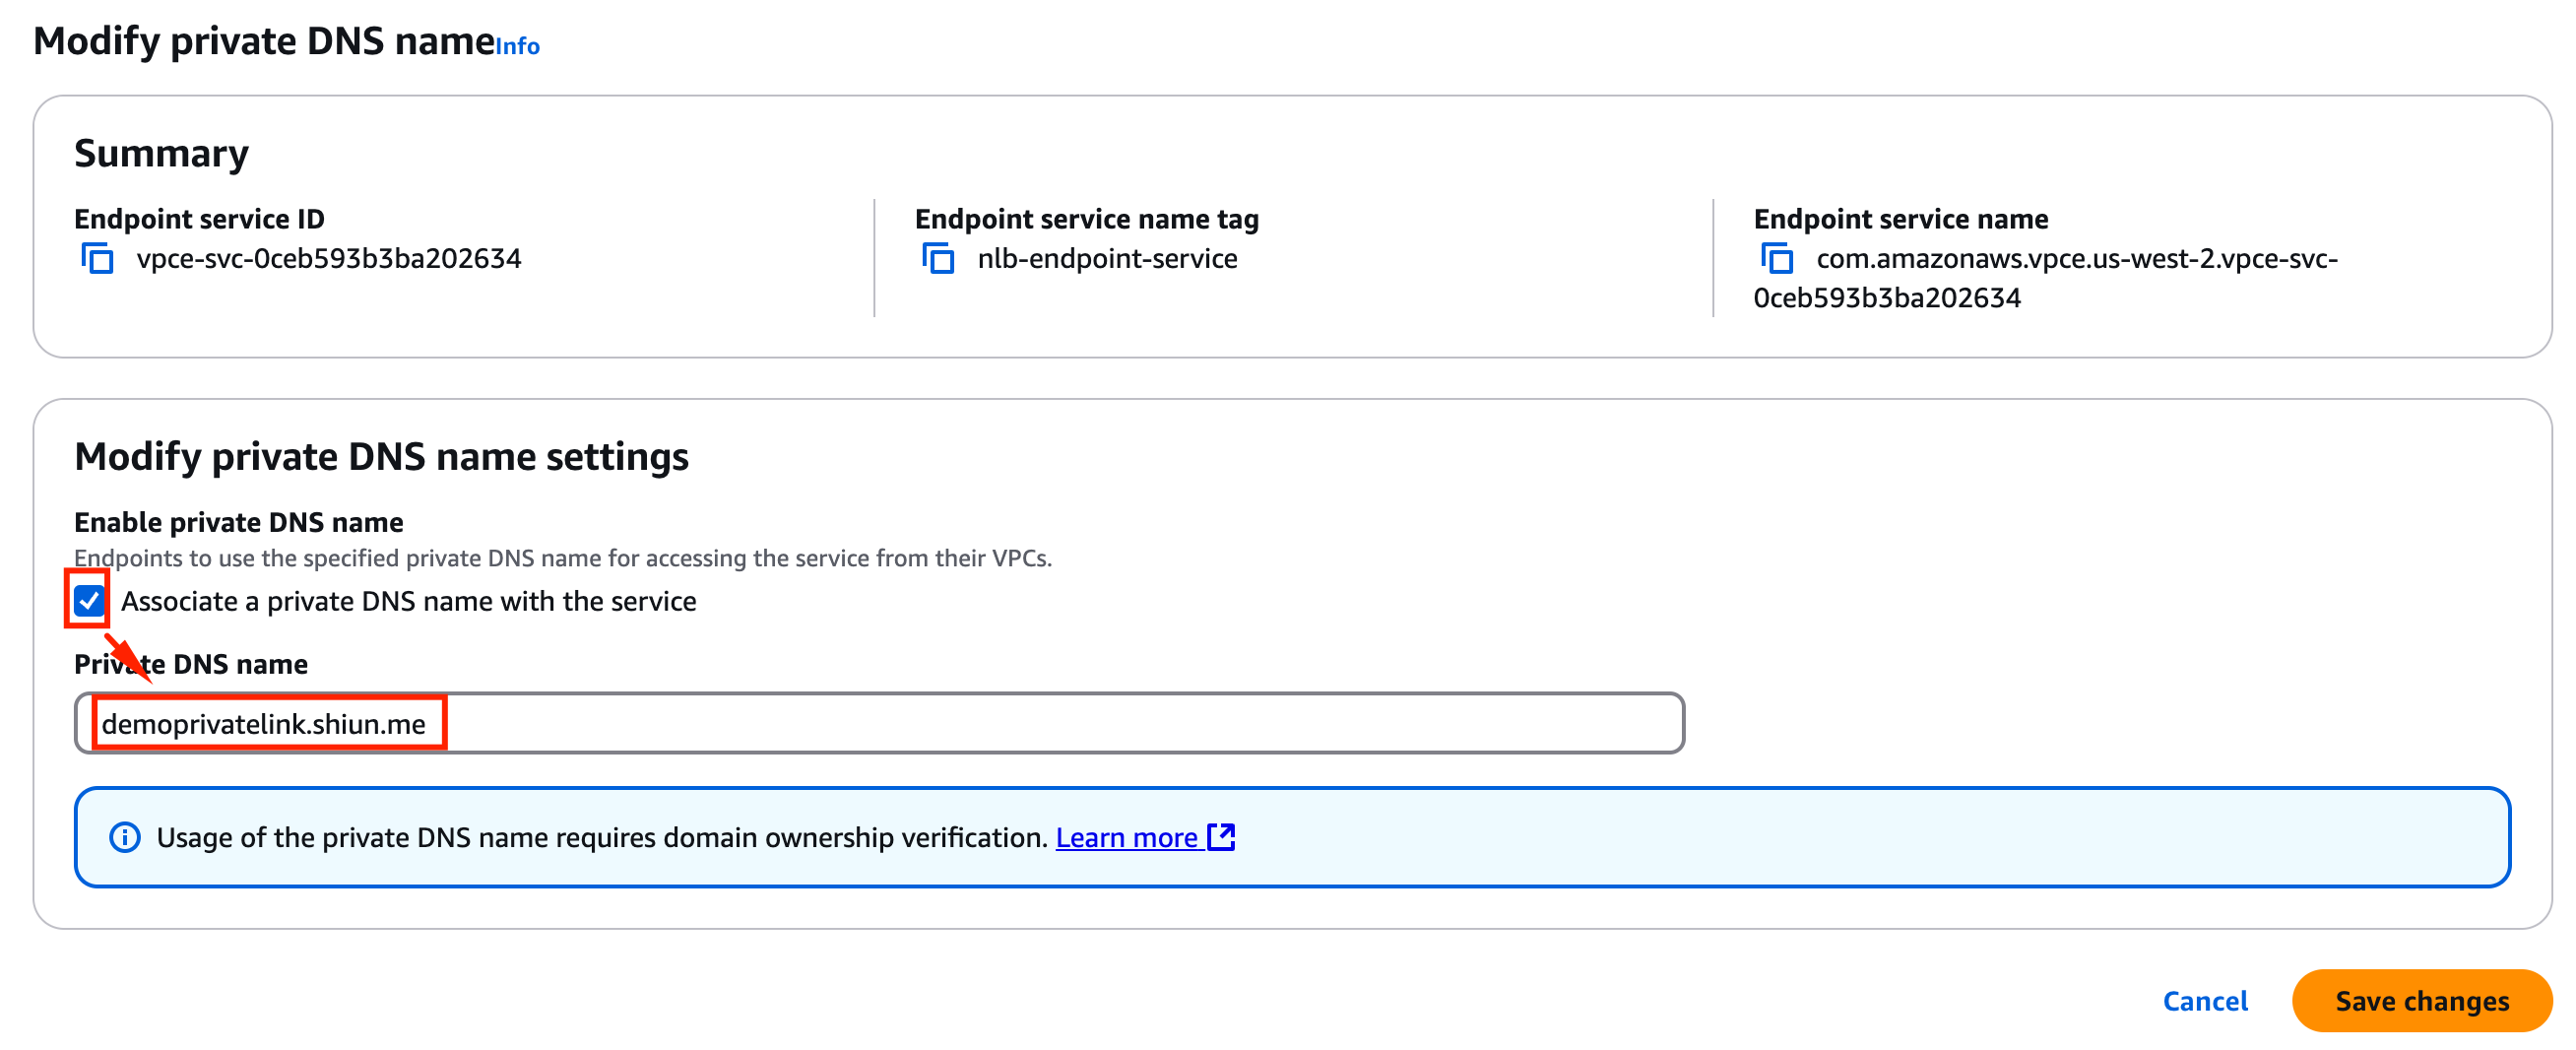 Modify private DNS name Info
Summary
Endpoint service ID
vpce-svc-0ceb593b3ba202634
Endpoint service name tag
nlb-endpoint-service
Endpoint service name
com.amazonaws.vpce.us-west-2.vpce-svc-
0ceb593b3ba202634
Modify private DNS name settings
Enable private DNS name
Endpoints to use the specified private DNS name for accessing the service from their VPCs.
Associate a private DNS name with the service
Private DNS name
demoprivatelink.shiun.me
Usage of the private DNS name requires domain ownership verification. Learn more
Cancel
Save changes